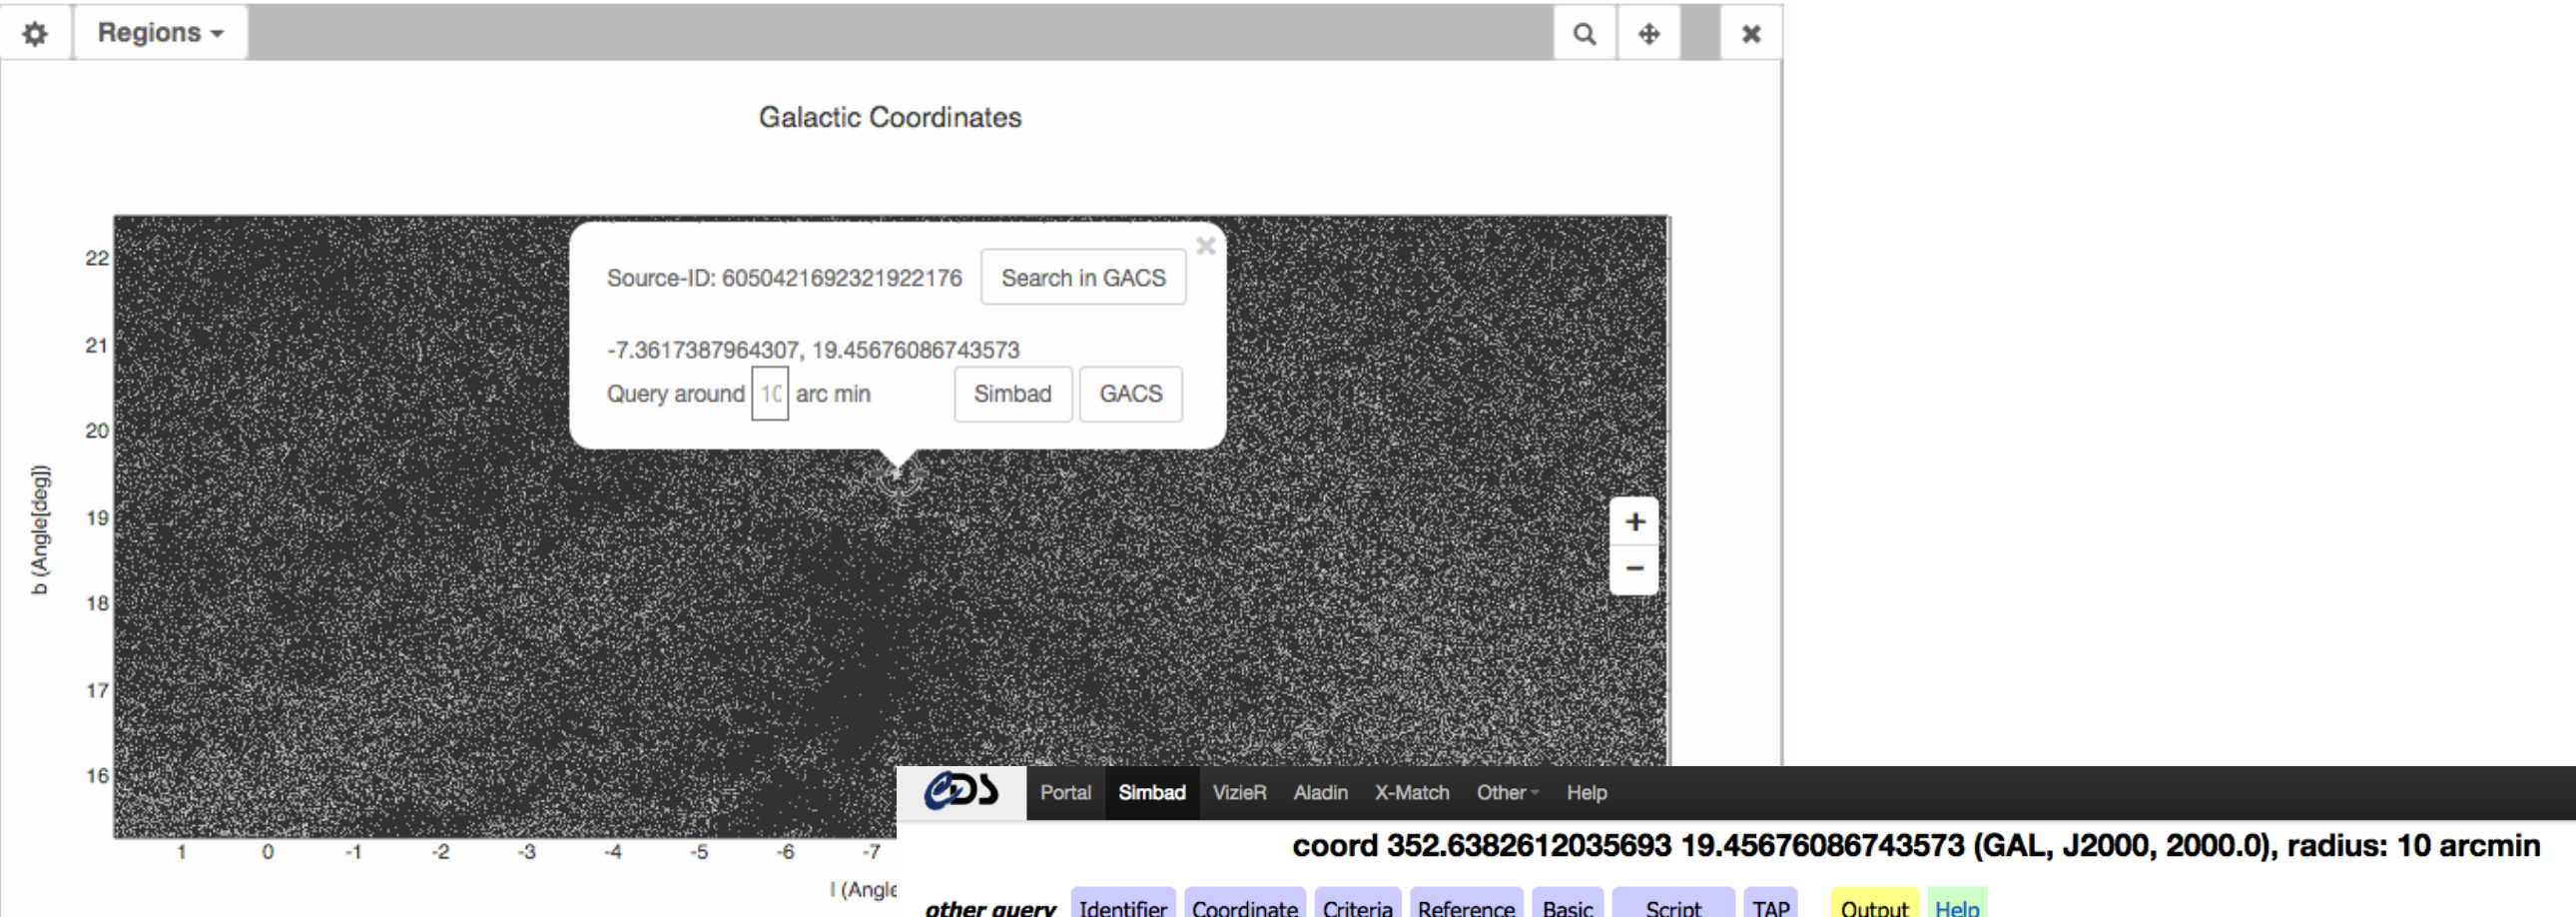 Regions
Galactic Coordinates
Source-ID: 6050421692321922176 Search in GACS
-7.3617387964307, 19.45676086743573
Query around 10 arc min Simbad GACS
22
21
20
19
18
17
16
b (Angle[deg])
+
−
1 0 -1 -2 -3 -4 -5 -6 -7
l (Angle
CDS Portal Simbad VizieR Aladin X-Match Other Help
coord 352.6382612035693 19.45676086743573 (GAL, J2000, 2000.0), radius: 10 arcmin
other query Identifier Coordinate Criteria Reference Basic Script TAP Output Help